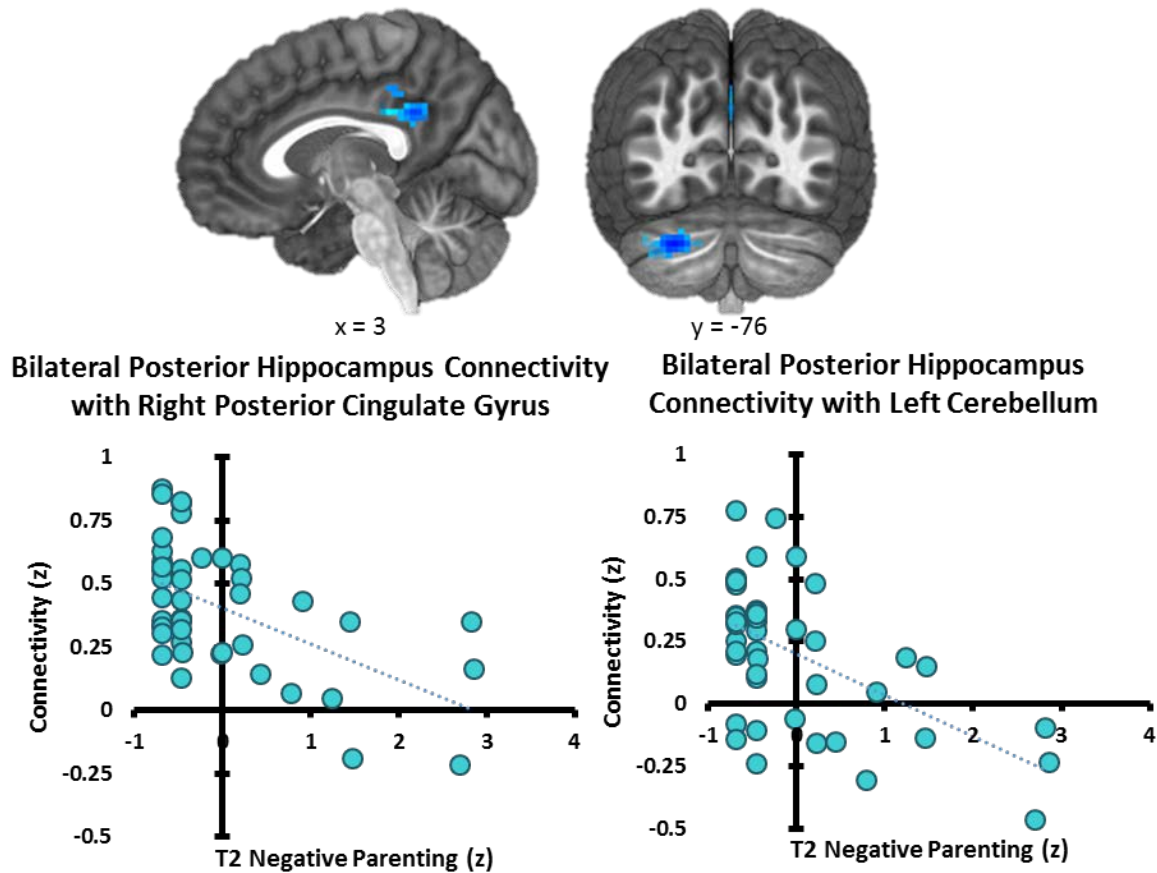 x = 3
y = -76
Bilateral Posterior Hippocampus Connectivity
with Right Posterior Cingulate Gyrus
Bilateral Posterior Hippocampus
Connectivity with Left Cerebellum
Connectivity (z)
1
0.75
0.5
0.25
0
-0.25
-0.5
-1
0
1
2
3
4
T2 Negative Parenting (z)
Connectivity (z)
1
0.75
0.5
0.25
0
-0.25
-0.5
-1
0
1
2
3
4
T2 Negative Parenting (z)